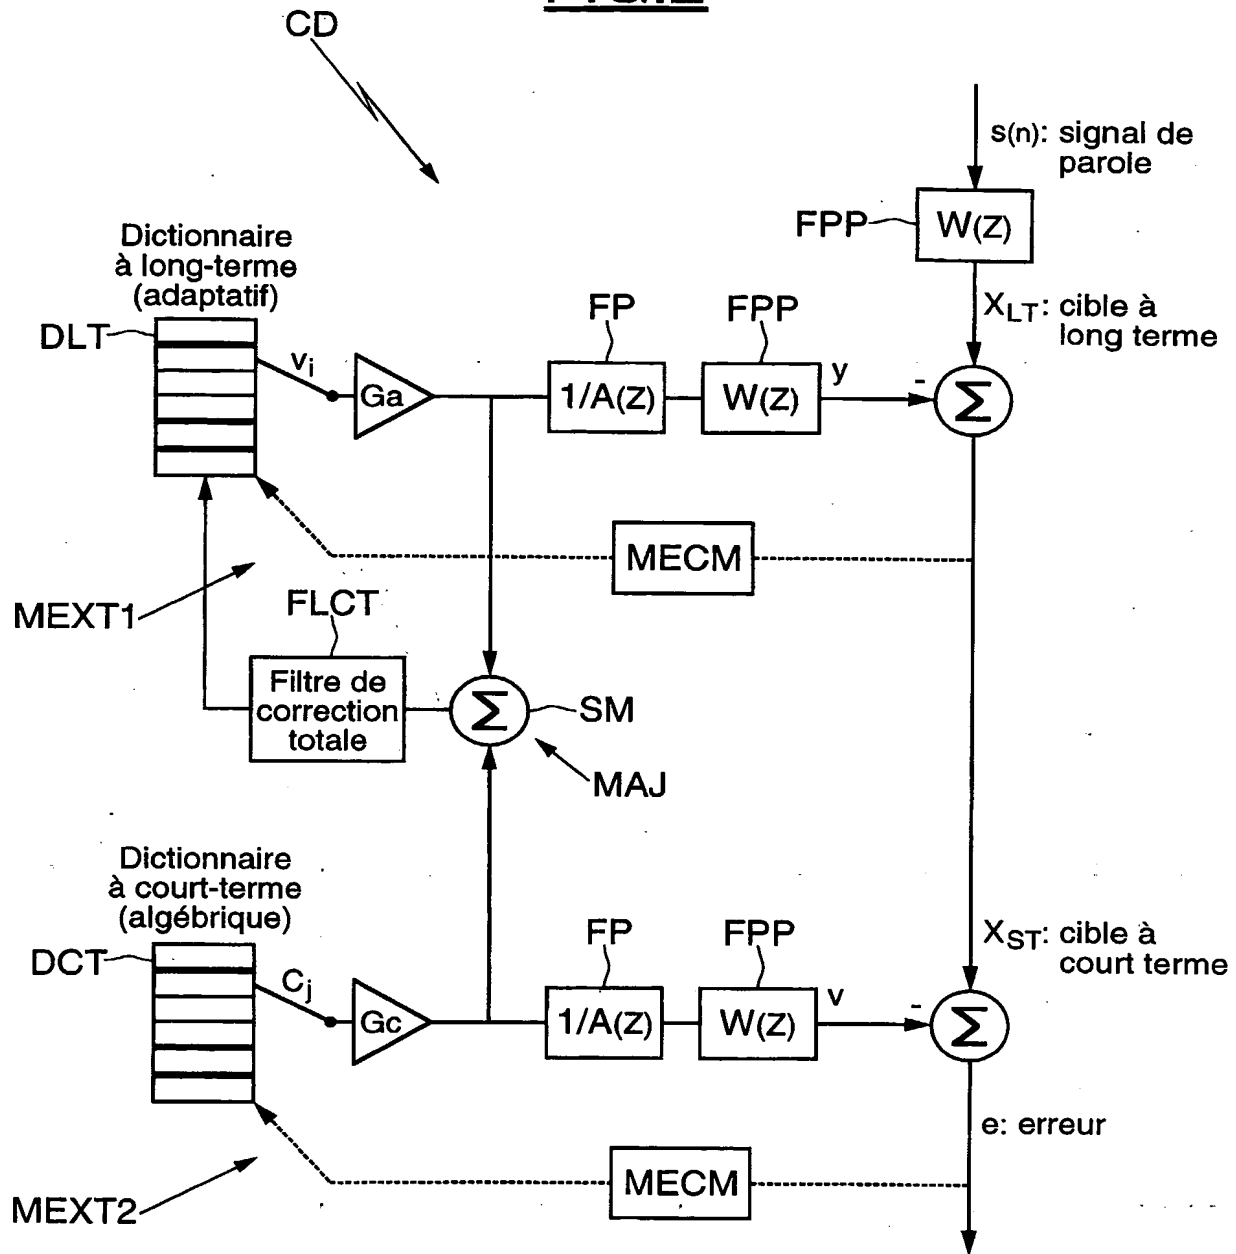 CD
s(n): signal de
parole
FPP
W(z)
Dictionnaire
à long-terme
(adaptatif)
DLT
vi
Ga
FP
1/A(z)
FPP
W(z)
y
XLT: cible à
long terme
-
Σ
MECM
MEXT1
FLCT
Filtre de
correction
totale
Σ
SM
MAJ
Dictionnaire
à court-terme
(algébrique)
DCT
Cj
Gc
FP
1/A(z)
FPP
W(z)
v
XST: cible à
court terme
-
Σ
e: erreur
MECM
MEXT2